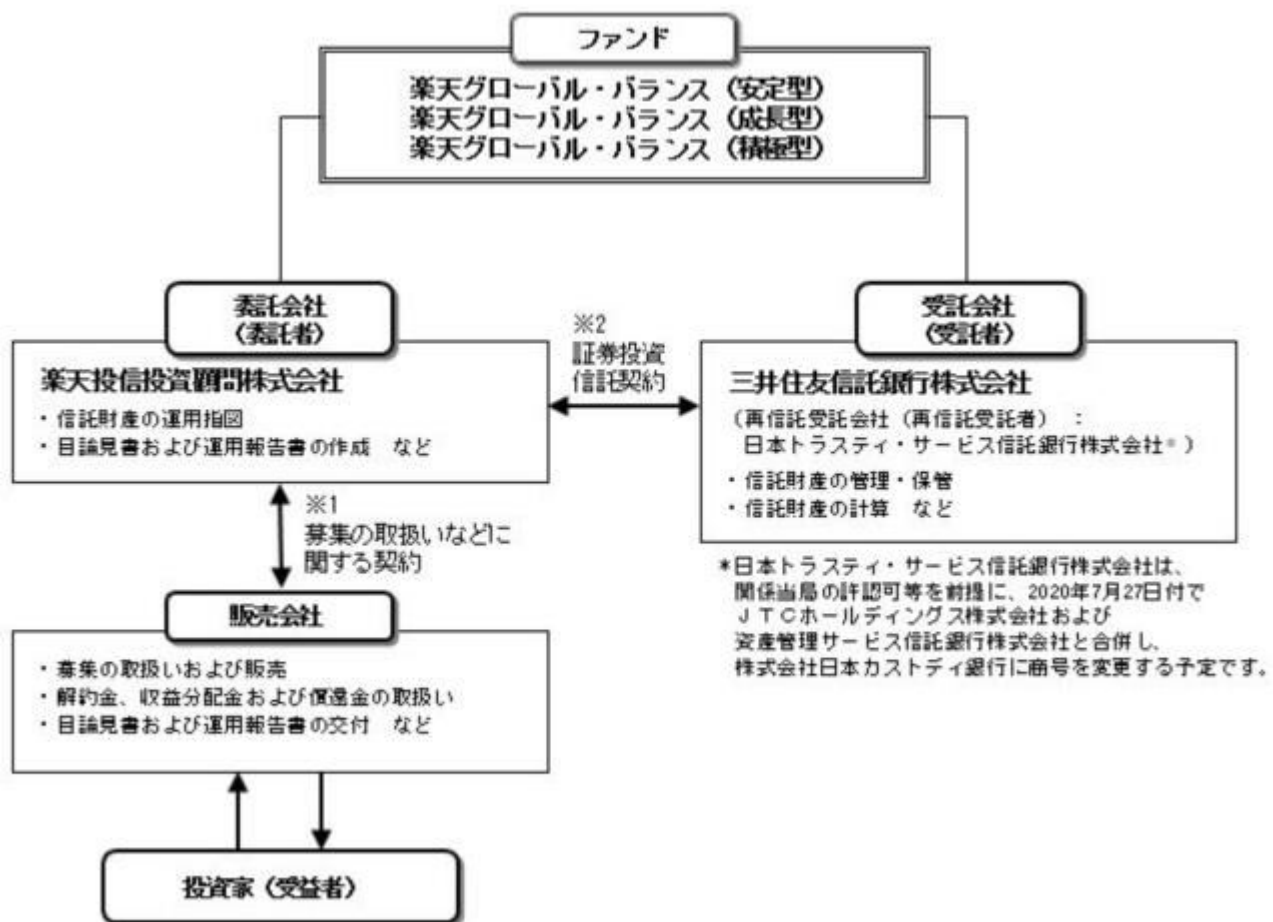 ファンド
楽天グローバル・バランス（安定型）
楽天グローバル・バランス（成長型）
楽天グローバル・バランス（積極型）
委託会社
（委託者）
楽天投信投資顧問株式会社
・信託財産の運用指図
・目論見書および運用報告書の作成　など
※2
証券投資
信託契約
受託会社
（受託者）
三井住友信託銀行株式会社
（再信託受託会社（再信託受託者）：
日本トラスティ・サービス信託銀行株式会社*）
・信託財産の管理・保管
・信託財産の計算　など
※1
募集の取扱いなどに
関する契約
*日本トラスティ・サービス信託銀行株式会社は、
関係当局の許認可等を前提に、2020年7月27日付で
ＪＴＣホールディングス株式会社および
資産管理サービス信託銀行株式会社と合併し、
株式会社日本カストディ銀行に商号を変更する予定です。
販売会社
・募集の取扱いおよび販売
・解約金、収益分配金および償還金の取扱い
・目論見書および運用報告書の交付　など
投資家（受益者）